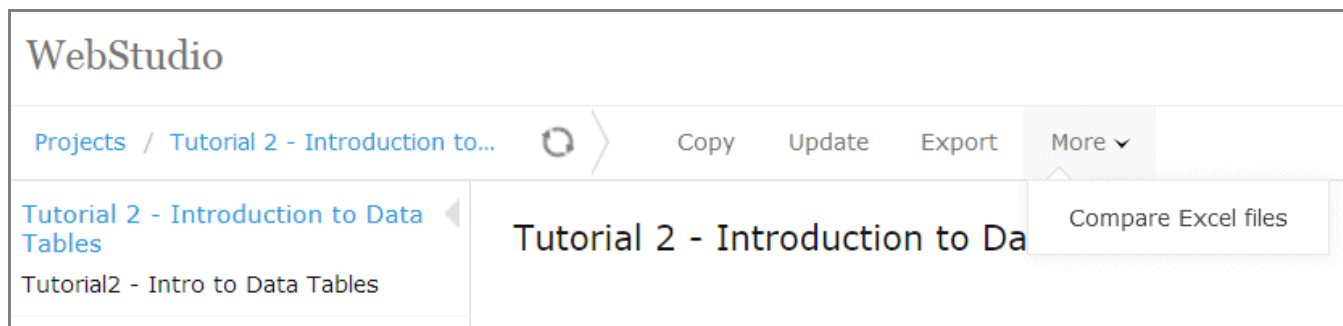 WebStudio
Projects / Tutorial 2 - Introduction to... Copy Update Export More
Compare Excel files
Tutorial 2 - Introduction to Data
Tables
Tutorial2 - Intro to Data Tables
Tutorial 2 - Introduction to Da